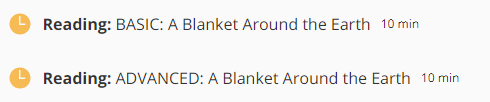 Reading: BASIC: A Blanket Around the Earth 10 min
Reading: ADVANCED: A Blanket Around the Earth 10 min